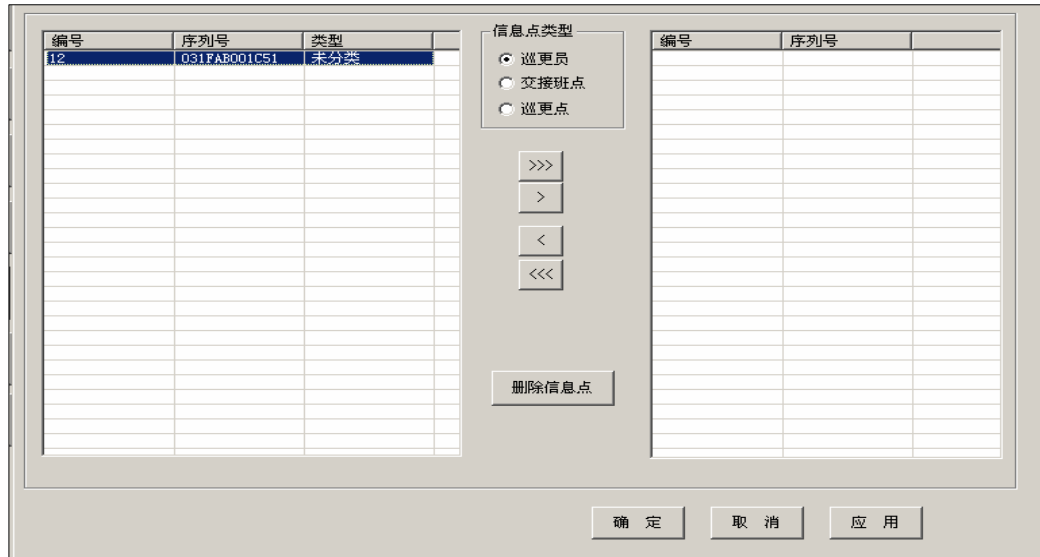 编号 序列号 类型
12 031FAB001C51 未分类
信息点类型
巡更员
交接班点
巡更点
>>>
>
<
<<<
删除信息点
编号 序列号
确 定 取 消 应 用